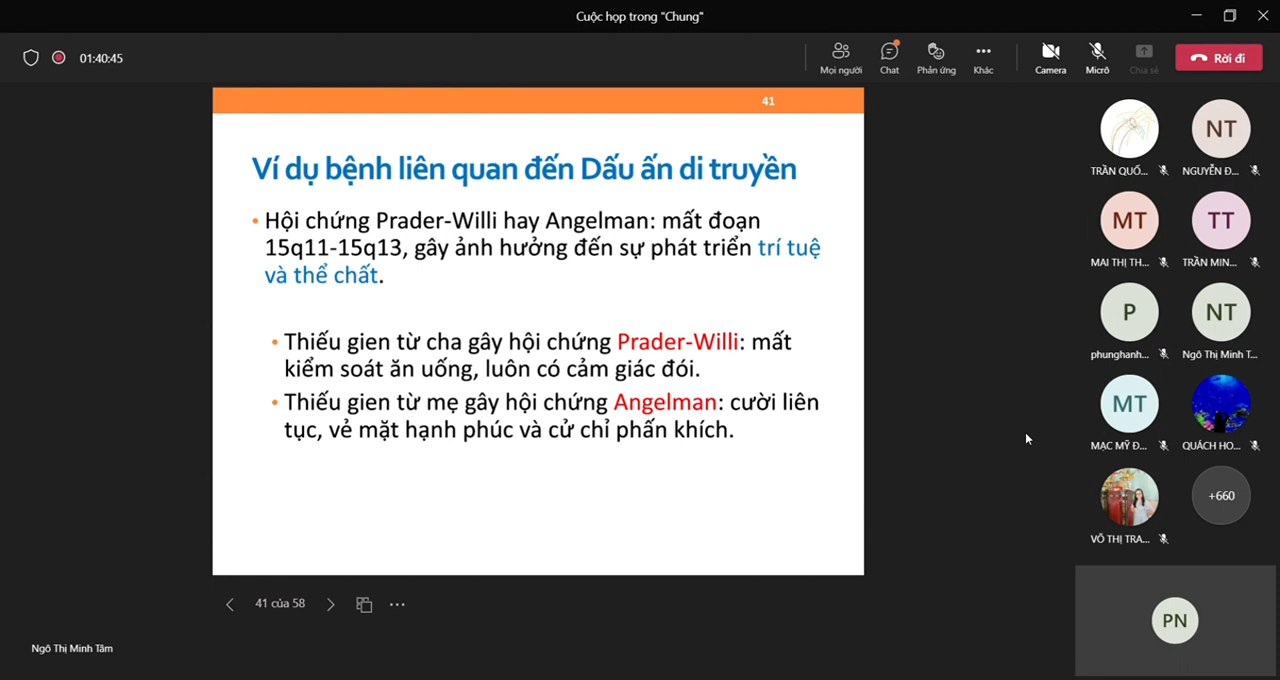 Cuộc họp trong "Chung"
01:40:45
Mọi người
Chat
Phản ứng
Khác
Camera
Micrô
Chia sẻ
Rời đi
41
Ví dụ bệnh liên quan đến Dấu ấn di truyền
• Hội chứng Prader-Willi hay Angelman: mất đoạn
15q11-15q13, gây ảnh hưởng đến sự phát triển trí tuệ
và thể chất.
• Thiếu gien từ cha gây hội chứng Prader-Willi: mất
kiểm soát ăn uống, luôn có cảm giác đói.
• Thiếu gien từ mẹ gây hội chứng Angelman: cười liên
tục, vẻ mặt hạnh phúc và cử chỉ phấn khích.
41 của 58
Ngô Thị Minh Tâm
TRẦN QUỐ...
NT
NGUYỄN Đ...
MT
MAI THỊ TH...
TT
TRẦN MIN...
P
phunghanh...
NT
Ngô Thị Minh T...
MT
MẠC MỸ Đ...
QUÁCH HO...
VÕ THỊ TRA...
+660
PN